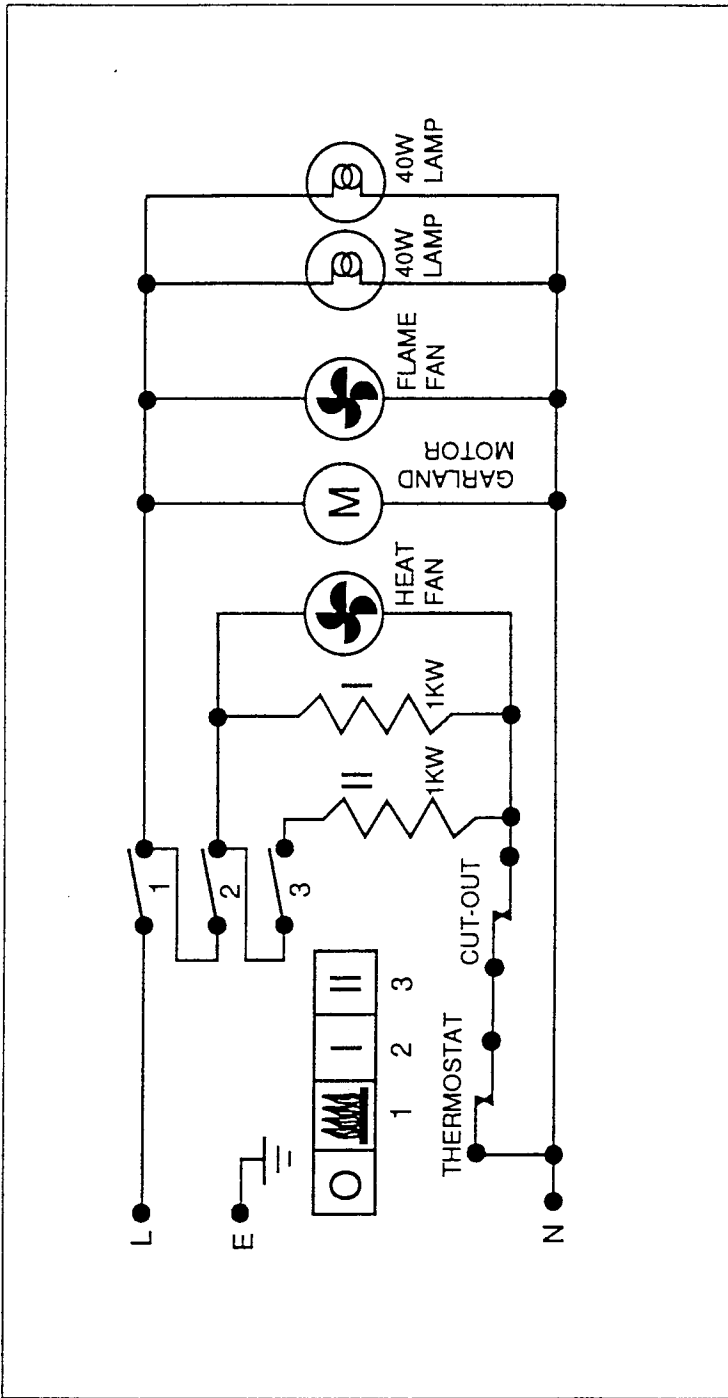 L
E
N
1
2
3
O
I
II
1
2
3
THERMOSTAT
CUT-OUT
II
1KW
I
1KW
HEAT
FAN
M
GARLAND
MOTOR
FLAME
FAN
40W
LAMP
40W
LAMP